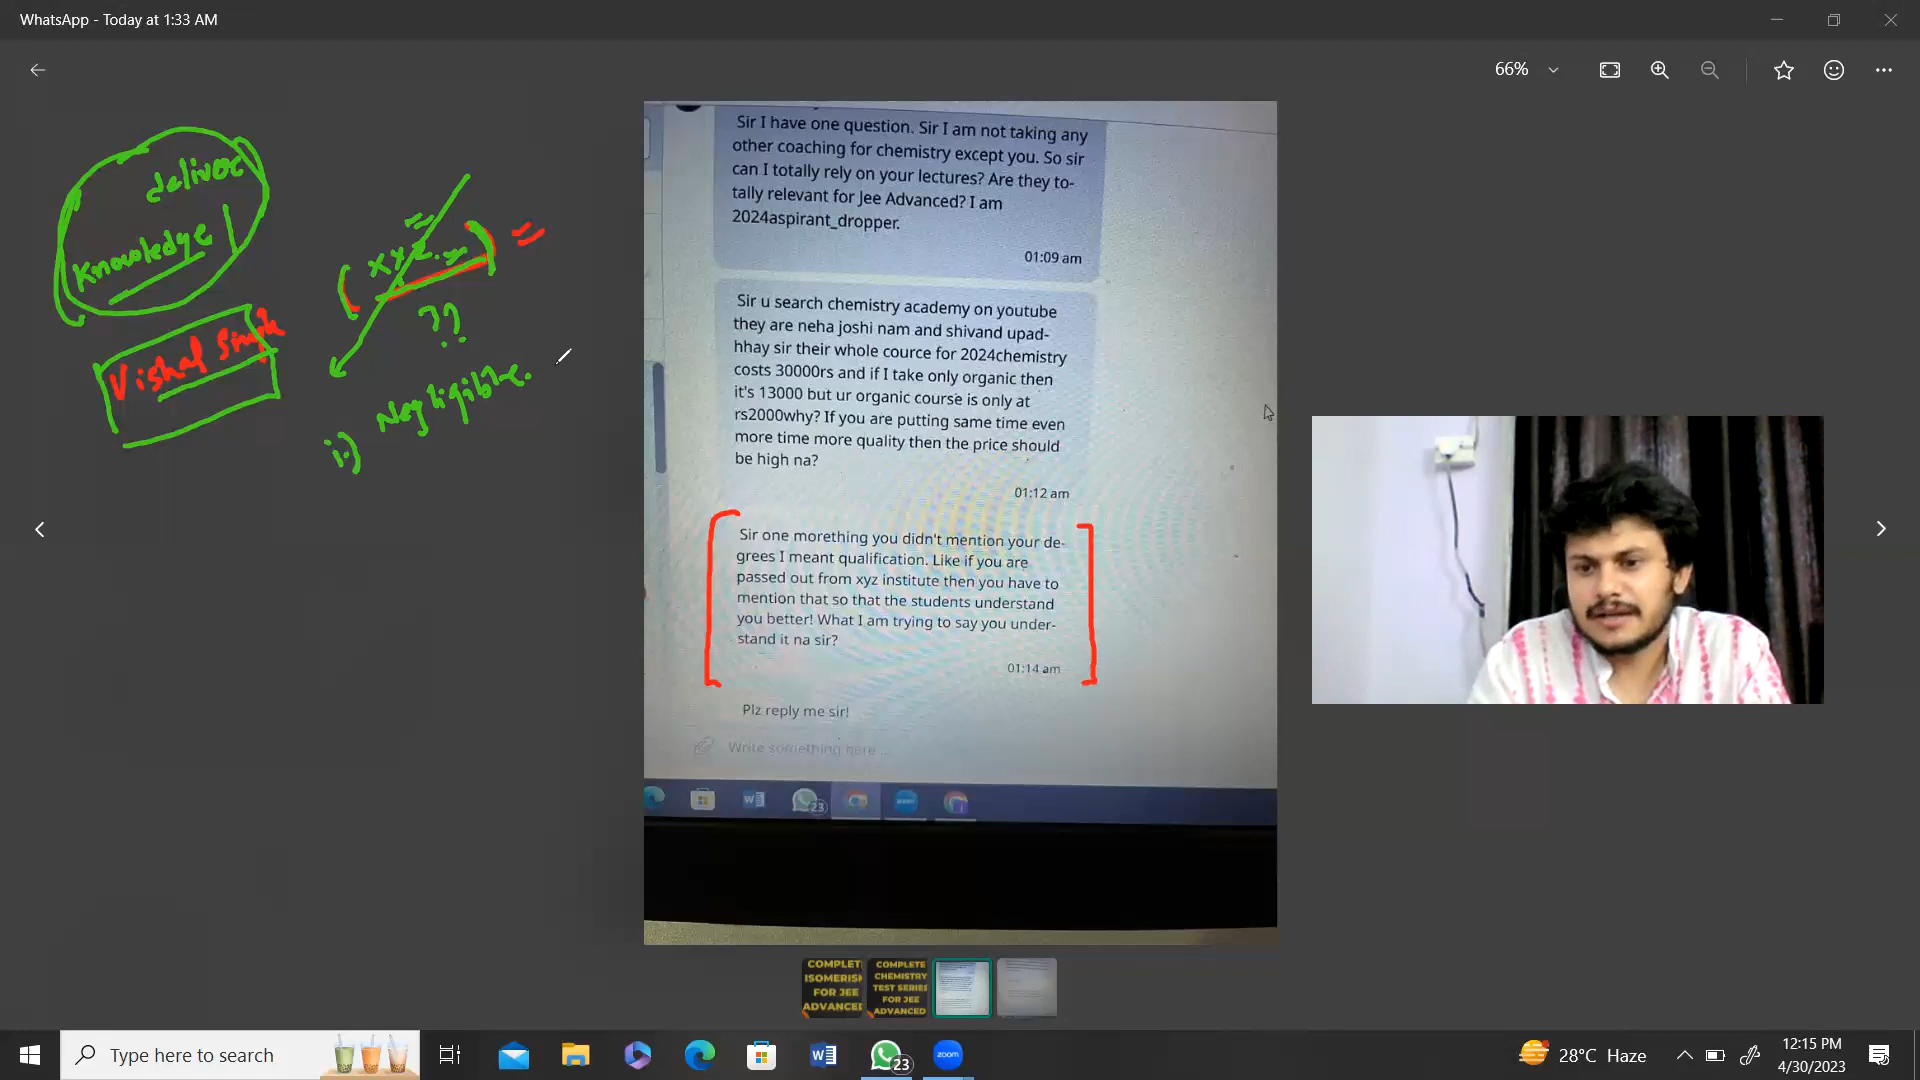 WhatsApp - Today at 1:33 AM
66%
deliver
Knowledge
xyz.y
??
Vishal Singh
i.) Negligible.
Sir I have one question. Sir I am not taking any
other coaching for chemistry except you. So sir
can I totally rely on your lectures? Are they to-
tally relevant for Jee Advanced? I am
2024aspirant_dropper.
01:09 am
Sir u search chemistry academy on youtube
they are neha joshi nam and shivand upad-
hhay sir their whole cource for 2024chemistry
costs 30000rs and if I take only organic then
it's 13000 but ur organic course is only at
rs2000why? If you are putting same time even
more time more quality then the price should
be high na?
01:12 am
Sir one morething you didn't mention your de-
grees I meant qualification. Like if you are
passed out from xyz institute then you have to
mention that so that the students understand
you better! What I am trying to say you under-
stand it na sir?
01:14 am
Plz reply me sir!
Write something here ...
23
COMPLETE
ISOMERISM
FOR JEE
ADVANCED
COMPLETE
CHEMISTRY
TEST SERIES
FOR JEE
ADVANCED
Type here to search
23
zoom
28°C Haze
12:15 PM
4/30/2023